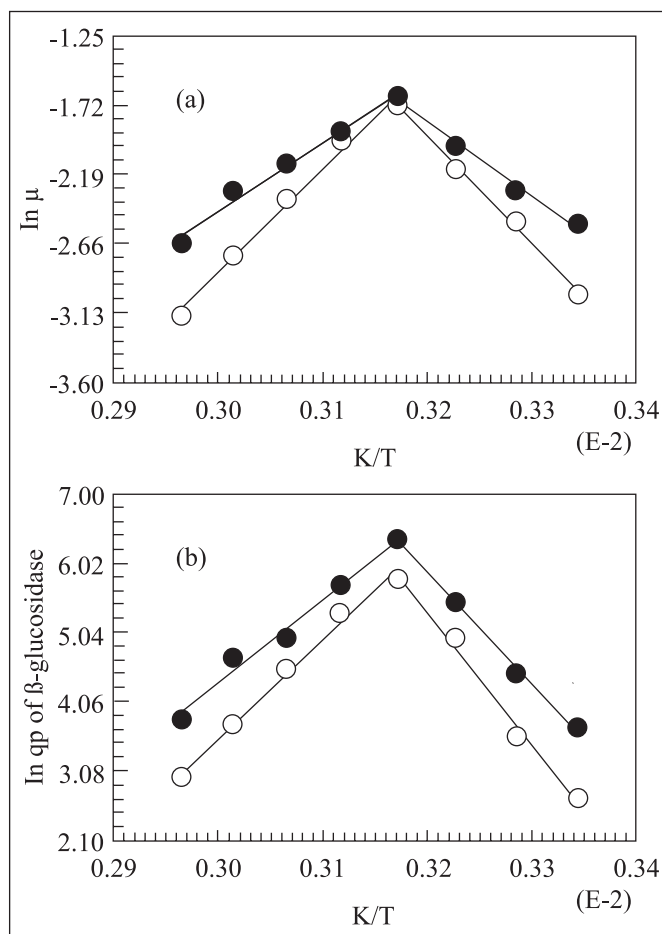 -1.25
-1.72
-2.19
-2.66
-3.13
-3.60
(a)
In µ
0.29 0.30 0.31 0.32 0.33 0.34
(E-2)
K/T
7.00
6.02
5.04
4.06
3.08
2.10
(b)
In qp of ß-glucosidase
0.29 0.30 0.31 0.32 0.33 0.34
(E-2)
K/T